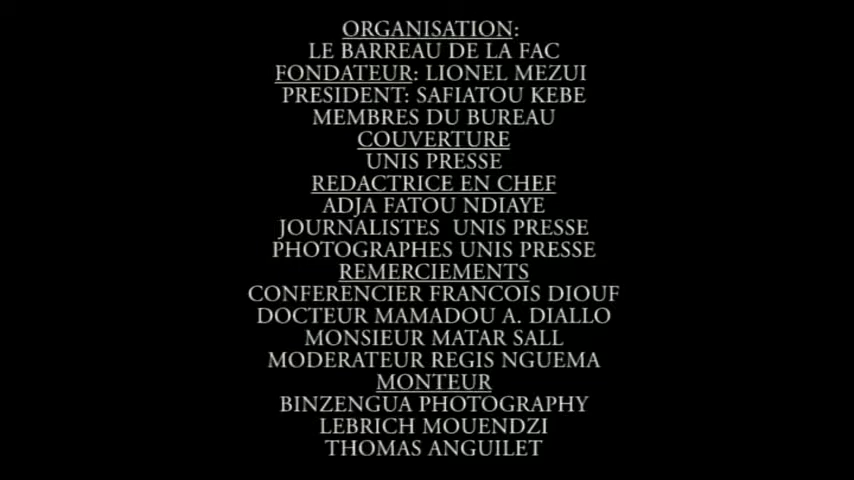 ORGANISATION:
LE BARREAU DE LA FAC
FONDATEUR: LIONEL MEZUI
PRESIDENT: SAFIATOU KEBE
MEMBRES DU BUREAU
COUVERTURE
UNIS PRESSE
REDACTRICE EN CHEF
ADJA FATOU NDIAYE
JOURNALISTES UNIS PRESSE
PHOTOGRAPHES UNIS PRESSE
REMERCIEMENTS
CONFERENCIER FRANCOIS DIOUF
DOCTEUR MAMADOU A. DIALLO
MONSIEUR MATAR SALL
MODERATEUR REGIS NGUEMA
MONTEUR
BINZENGUA PHOTOGRAPHY
LEBRICH MOUENDZI
THOMAS ANGUILET